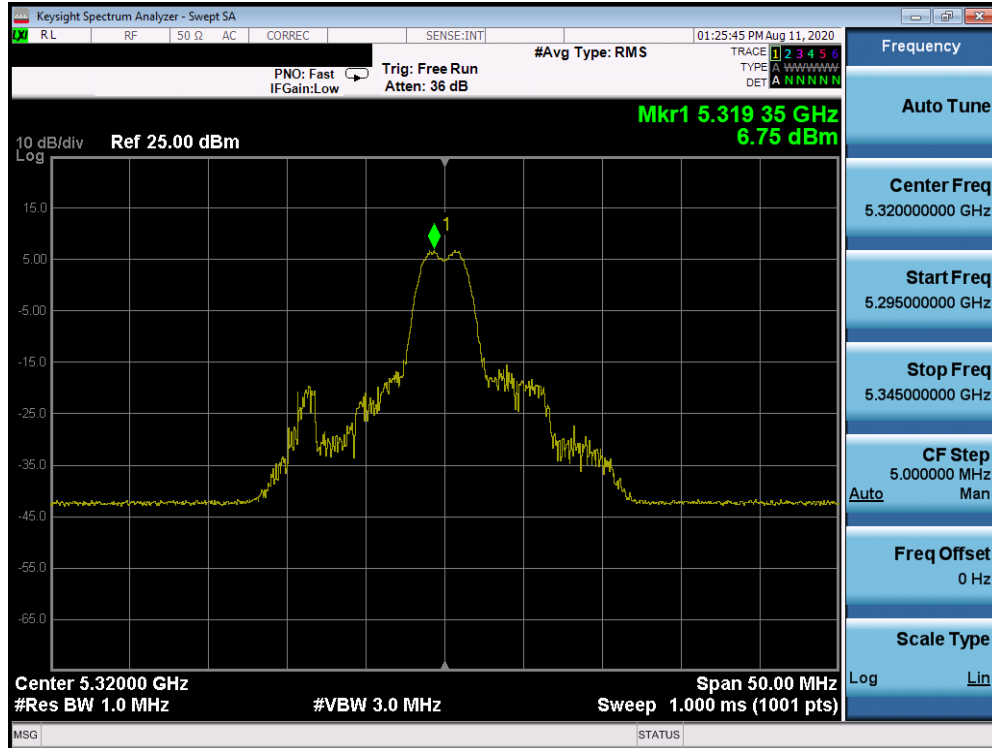 Keysight Spectrum Analyzer - Swept SA
LXI RL RF 50 Ω AC CORREC SENSE:INT 01:25:45 PM Aug 11, 2020
#Avg Type: RMS TRACE 1 2 3 4 5 6
PNO: Fast Trig: Free Run TYPE A WWWWW
IFGain:Low Atten: 36 dB DET A N N N N N
Mkr1 5.319 35 GHz
6.75 dBm
10 dB/div Ref 25.00 dBm
Log
1
15.0
5.00
-5.00
-15.0
-25.0
-35.0
-45.0
-55.0
-65.0
Center 5.32000 GHz Span 50.00 MHz
#Res BW 1.0 MHz #VBW 3.0 MHz Sweep 1.000 ms (1001 pts)
MSG STATUS
Frequency
Auto Tune
Center Freq
5.320000000 GHz
Start Freq
5.295000000 GHz
Stop Freq
5.345000000 GHz
CF Step
5.000000 MHz
Auto Man
Freq Offset
0 Hz
Scale Type
Log Lin